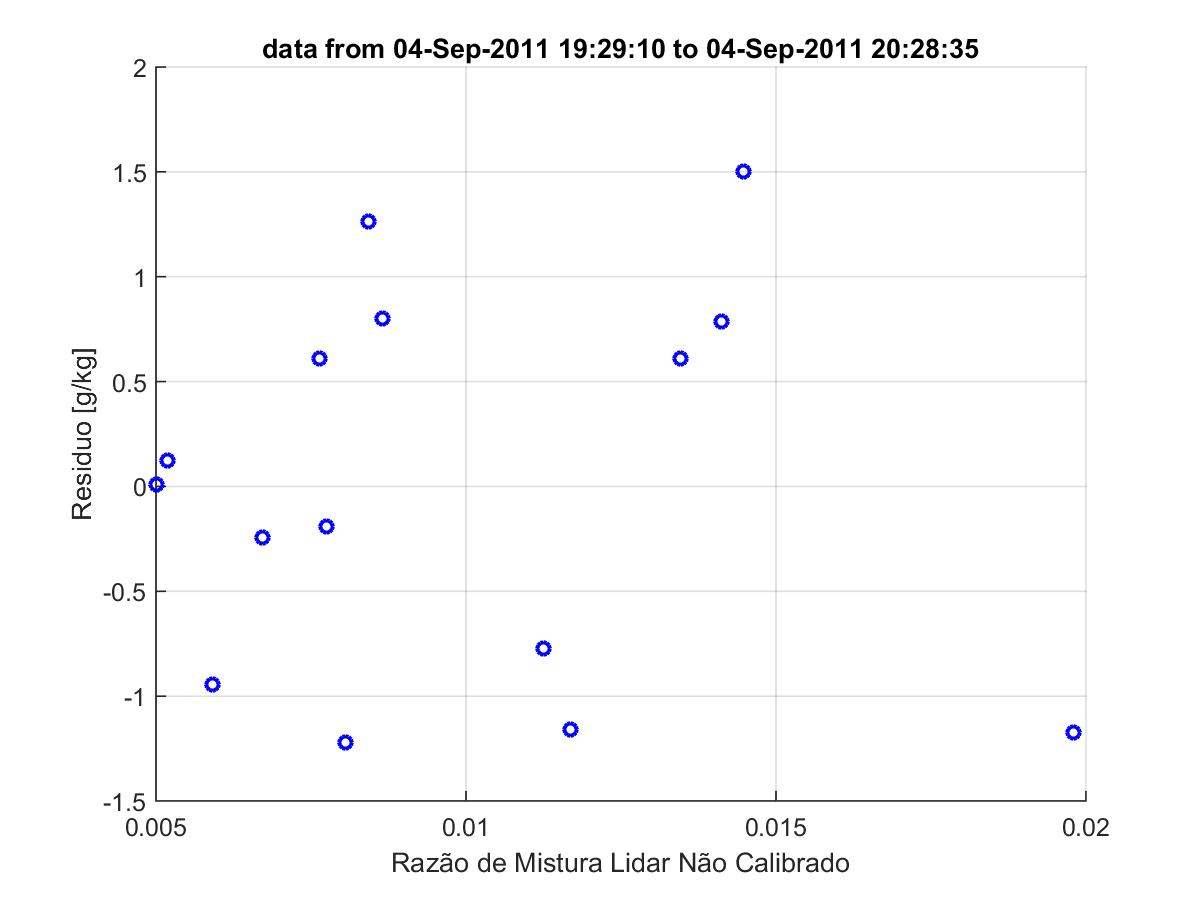 data from 04-Sep-2011 19:29:10 to 04-Sep-2011 20:28:35
2
1.5
1
0.5
0
-0.5
-1
-1.5
Residuo [g/kg]
0.005 0.01 0.015 0.02
Razão de Mistura Lidar Não Calibrado